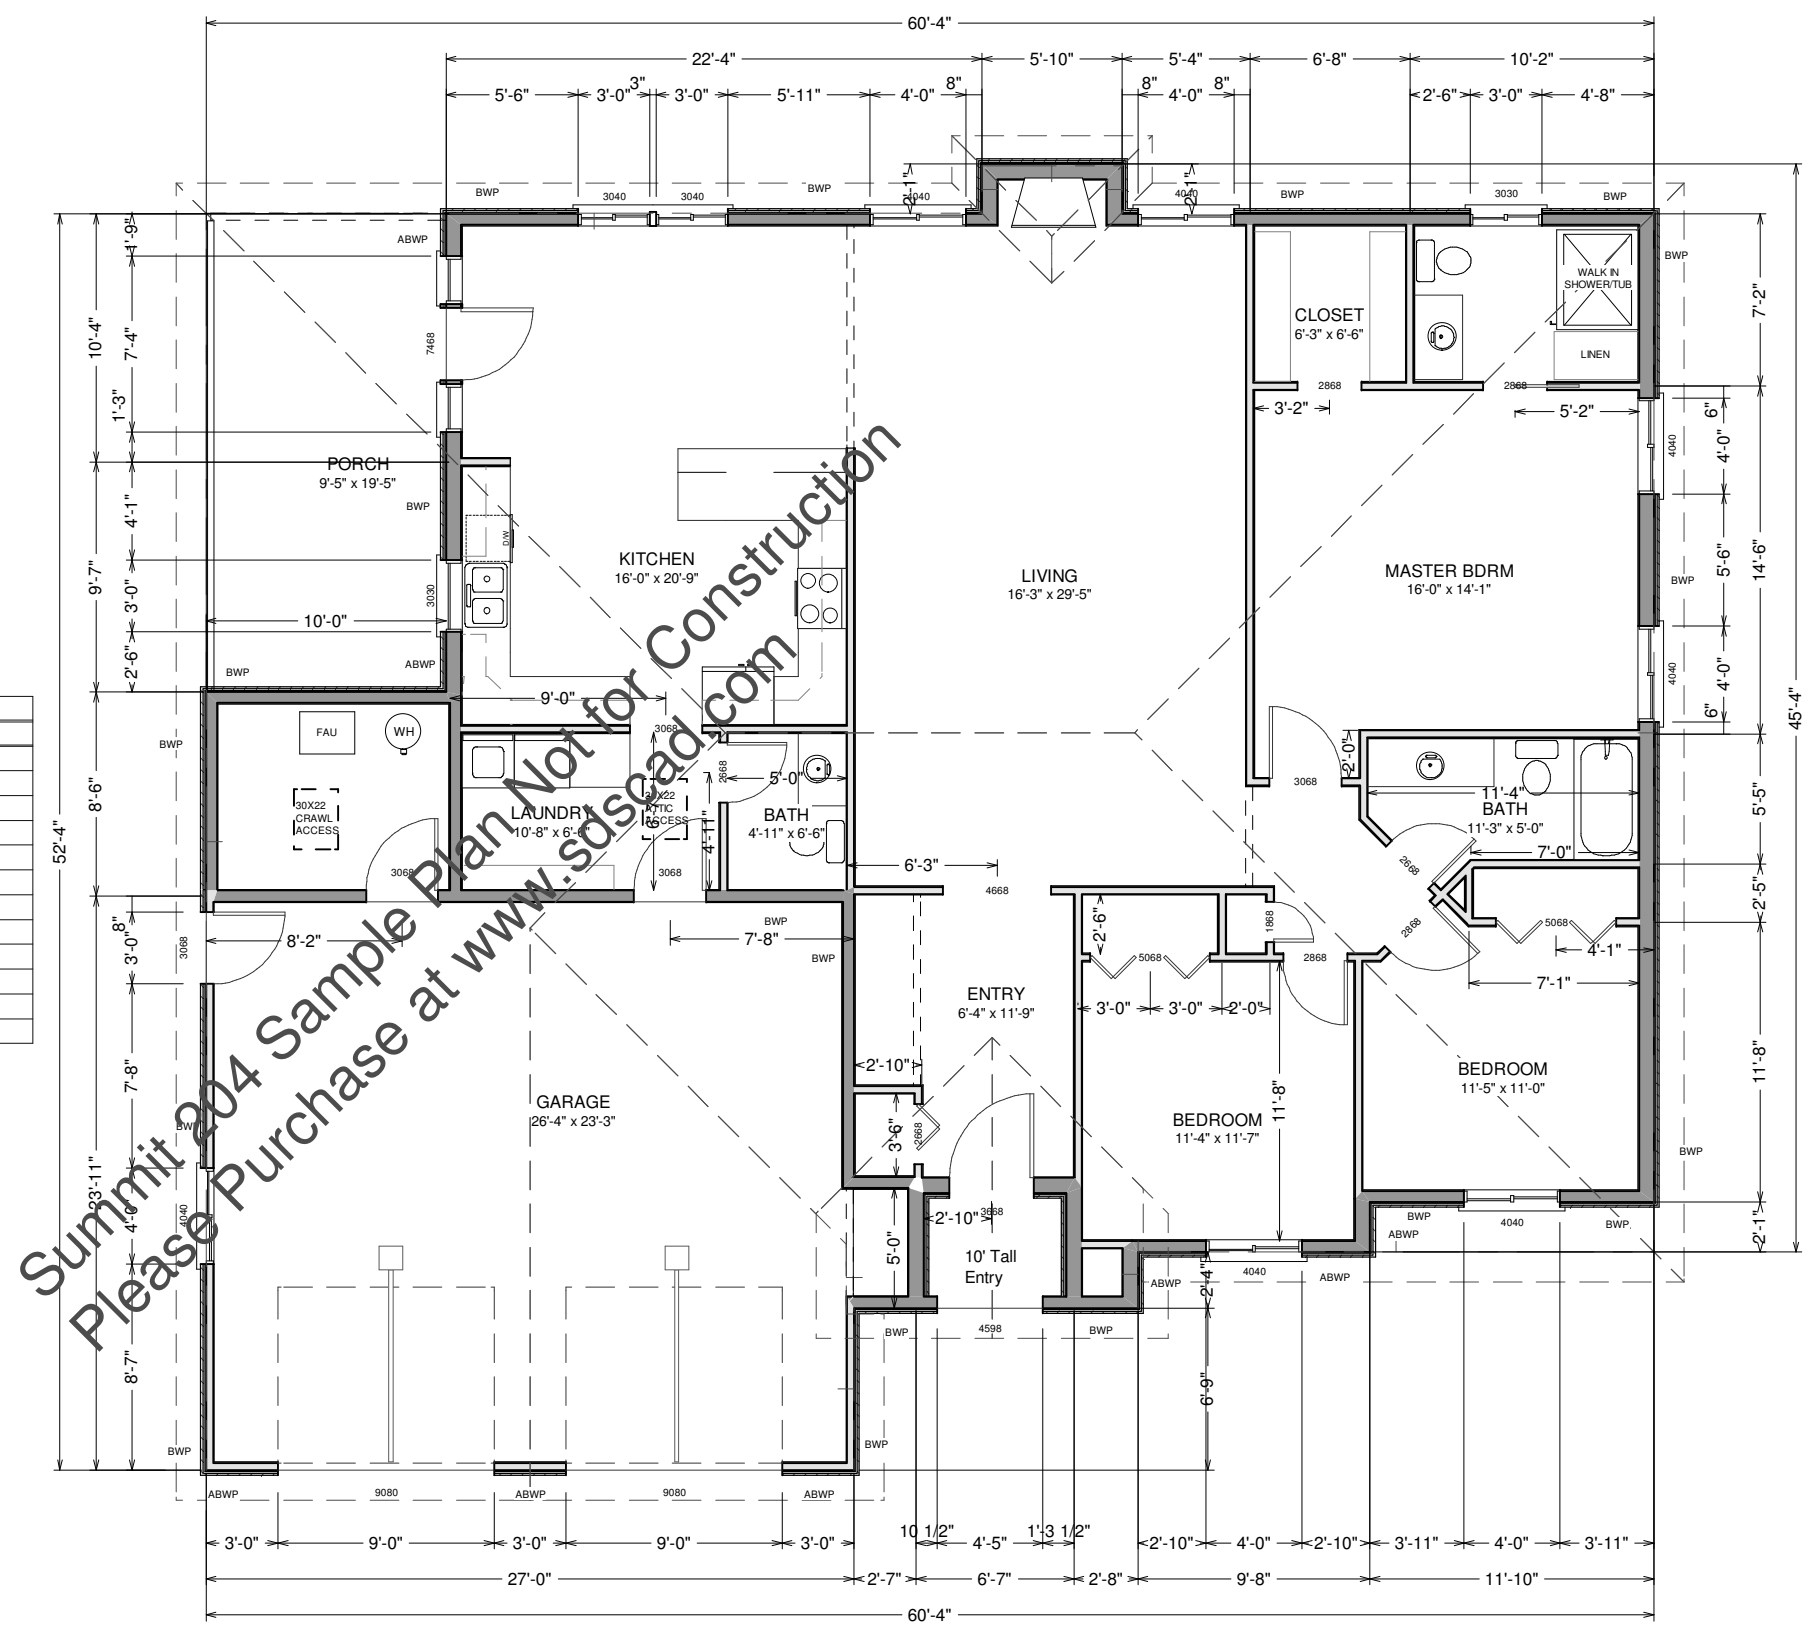 60'-4"
22'-4" 5'-10" 5'-4" 6'-8" 10'-2"
5'-6" 3'-0" 3" 3'-0" 5'-11" 4'-0" 8" 8" 4'-0" 8" 2'-6" 3'-0" 4'-8"
BWP 3040 3040 BWP 4040 2'-1" 2'-1" 4040 BWP 3030 BWP
1'-9"
ABWP
BWP
WALK IN
SHOWER/TUB
10'-4"
7'-4"
7468
CLOSET
6'-3" x 6'-6"
7'-2"
LINEN
2868
2868
1'-3"
3'-2"
5'-2"
6"
4'-0"
4040
PORCH
9'-5" x 19'-5"
BWP
4'-1"
D/W
KITCHEN
16'-0" x 20'-9"
LIVING
16'-3" x 29'-5"
MASTER BDRM
16'-0" x 14'-1"
5'-6"
14'-6"
BWP
9'-7"
3'-0"
3030
10'-0"
2'-6"
BWP
ABWP
4'-0"
4040
6"
45'-4"
9'-0"
FAU
WH
3068
BWP
2'-0"
2668
5'-0"
3068
11'-4"
BATH
11'-3" x 5'-0"
8'-6"
30X22
CRAWL
ACCESS
LAUNDRY
10'-8" x 6'-6"
30X22
ATTIC
ACCESS
BATH
4'-11" x 6'-6"
4'-11"
5'-5"
7'-0"
52'-4"
3068
3068
6'-3"
4668
2668
2'-5"
8"
3'-0"
3068
8'-2"
BWP
7'-8"
BWP
2'-6"
5068
1868
2868
2868
5068
4'-1"
7'-1"
ENTRY
6'-4" x 11'-9"
3'-0" 3'-0" 2'-0"
7'-8"
2'-10"
GARAGE
26'-4" x 23'-3"
BWP
3'-6"
2668
11'-8"
BEDROOM
11'-4" x 11'-7"
BEDROOM
11'-5" x 11'-0"
11'-8"
BWP
23'-11"
4'-0"
4040
2'-10"
3668
5'-0"
10' Tall
Entry
BWP
4040
BWP
ABWP
2'-1"
ABWP
2'-4"
4040
ABWP
BWP
4598
BWP
8'-7"
6'-9"
BWP
BWP
ABWP
9080
ABWP
9080
ABWP
3'-0" 9'-0" 3'-0" 9'-0" 3'-0" 10 1/2" 4'-5" 1'-3 1/2" 2'-10" 4'-0" 2'-10" 3'-11" 4'-0" 3'-11"
27'-0" 2'-7" 6'-7" 2'-8" 9'-8" 11'-10"
60'-4"
Summit 204 Sample Plan Not for Construction
Please Purchase at www.sdscad.com